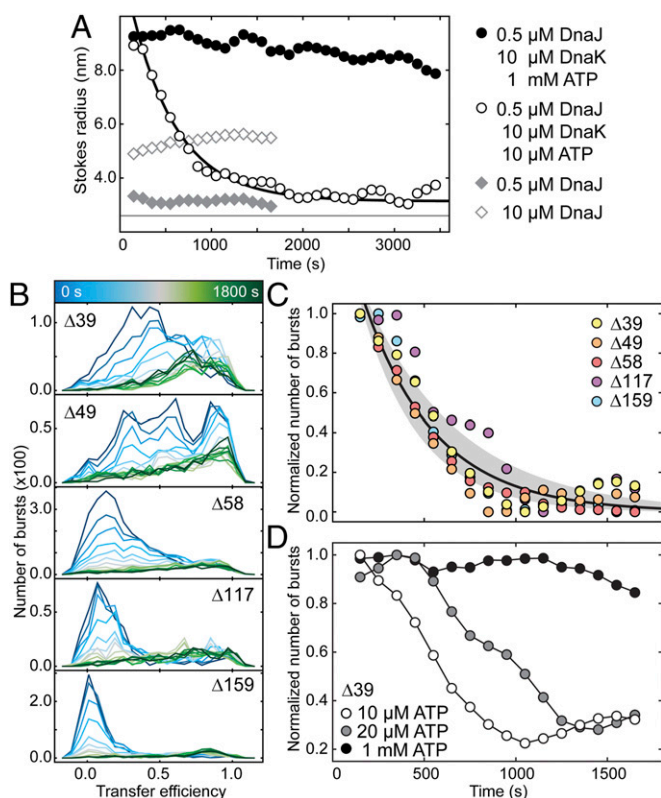 A
Stokes radius (nm)
8.0
6.0
4.0
0
1000
2000
3000
Time (s)
0.5 µM DnaJ
10 µM DnaK
1 mM ATP
0.5 µM DnaJ
10 µM DnaK
10 µM ATP
0.5 µM DnaJ
10 µM DnaJ
B
0 s
1800 s
Number of bursts (x100)
Δ39
1.0
0.0
Δ49
0.5
0.0
Δ58
3.0
1.0
Δ117
0.5
0.0
Δ159
2.0
0.0
0.0
0.4
1.0
Transfer efficiency
C
Normalized number of bursts
1.0
0.8
0.6
0.4
0.2
0.0
Δ39
Δ49
Δ58
Δ117
Δ159
D
Normalized number of bursts
1.0
0.8
0.6
0.4
0.2
Δ39
10 µM ATP
20 µM ATP
1 mM ATP
0
500
1000
1500
Time (s)